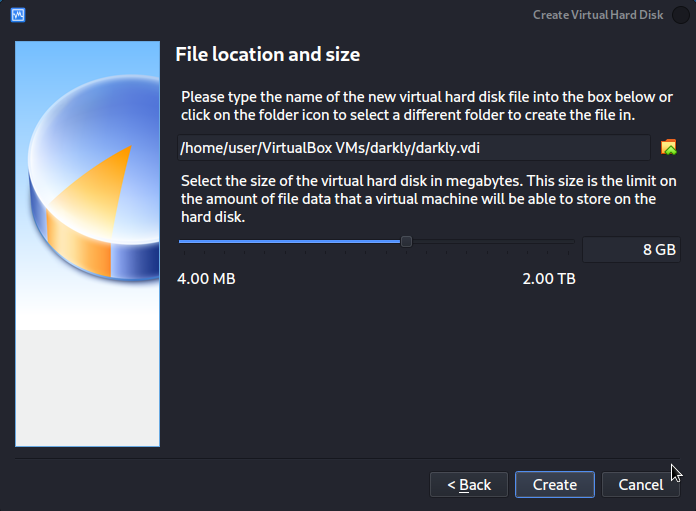 Create Virtual Hard Disk
File location and size
Please type the name of the new virtual hard disk file into the box below or
click on the folder icon to select a different folder to create the file in.
/home/user/VirtualBox VMs/darkly/darkly.vdi
Select the size of the virtual hard disk in megabytes. This size is the limit on
the amount of file data that a virtual machine will be able to store on the
hard disk.
8 GB
4.00 MB 2.00 TB
< Back Create Cancel